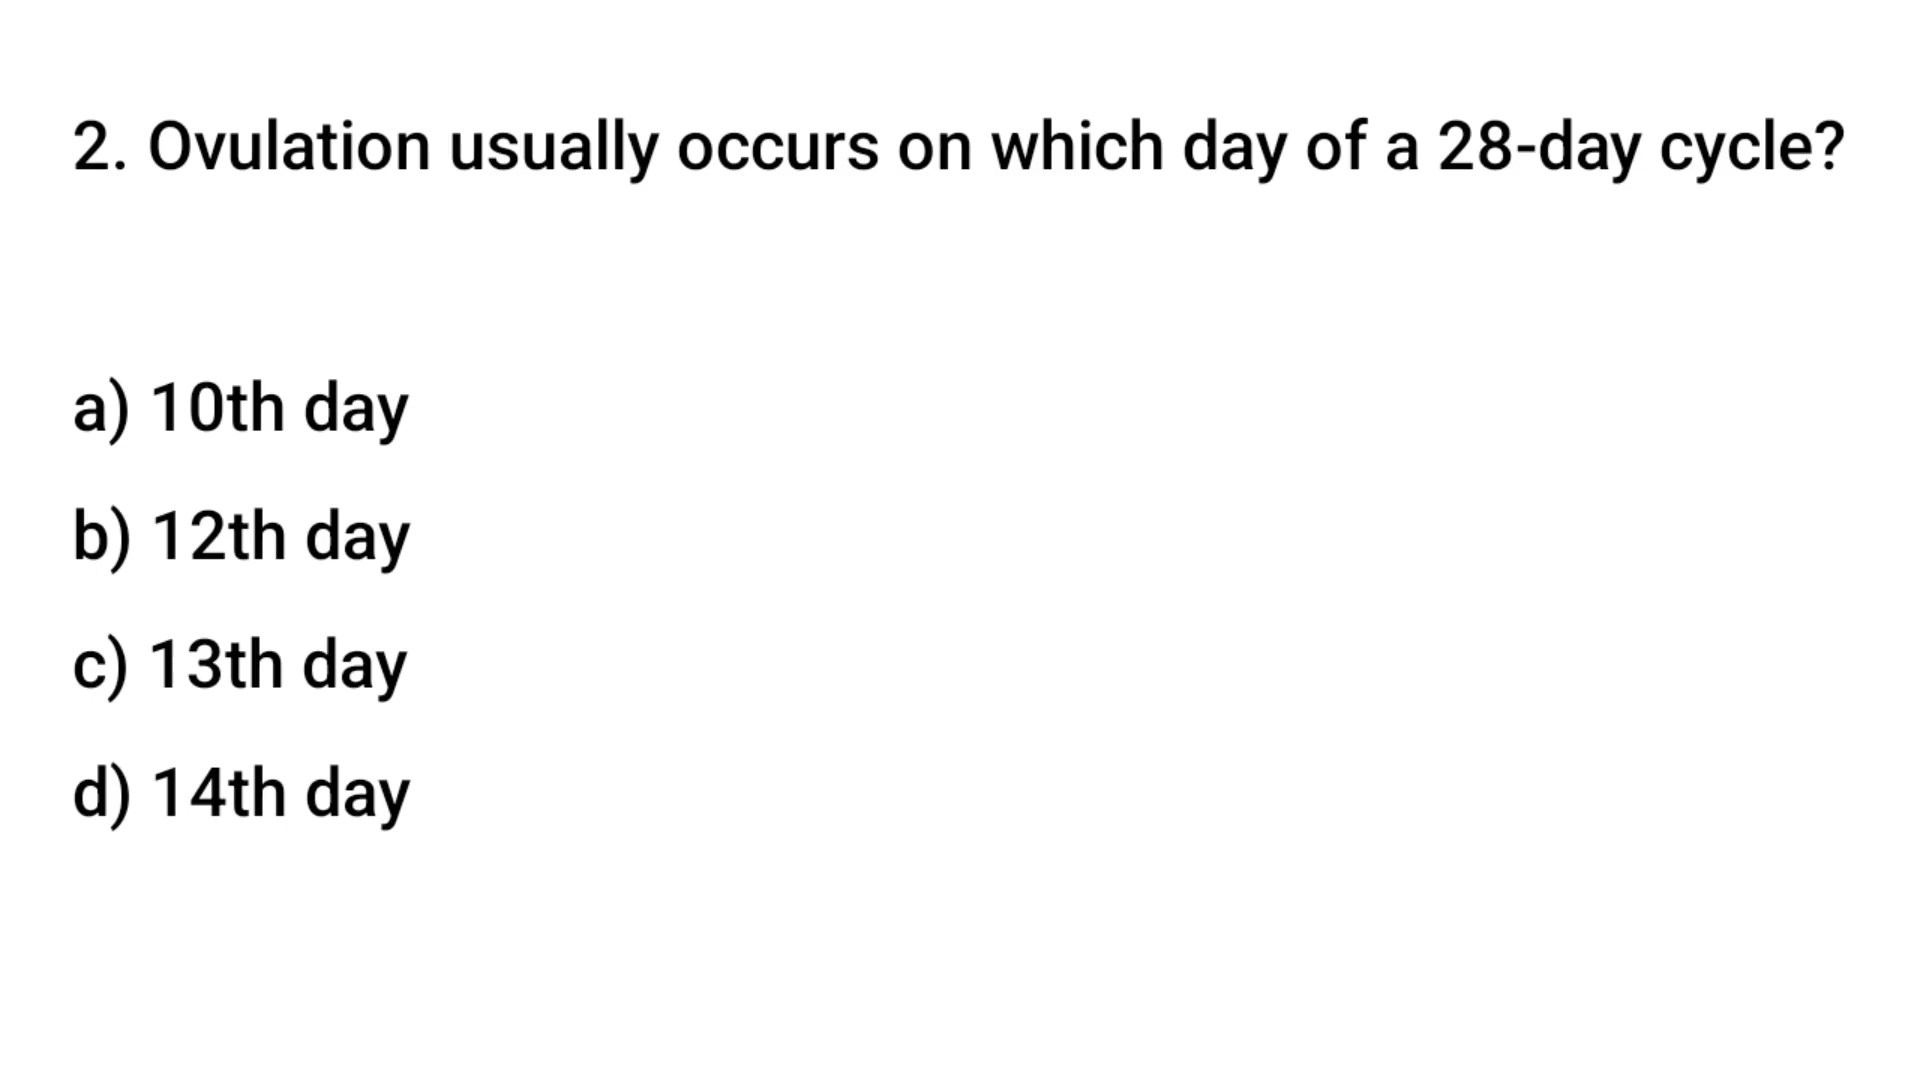 2. Ovulation usually occurs on which day of a 28-day cycle?
a) 10th day
b) 12th day
c) 13th day
d) 14th day